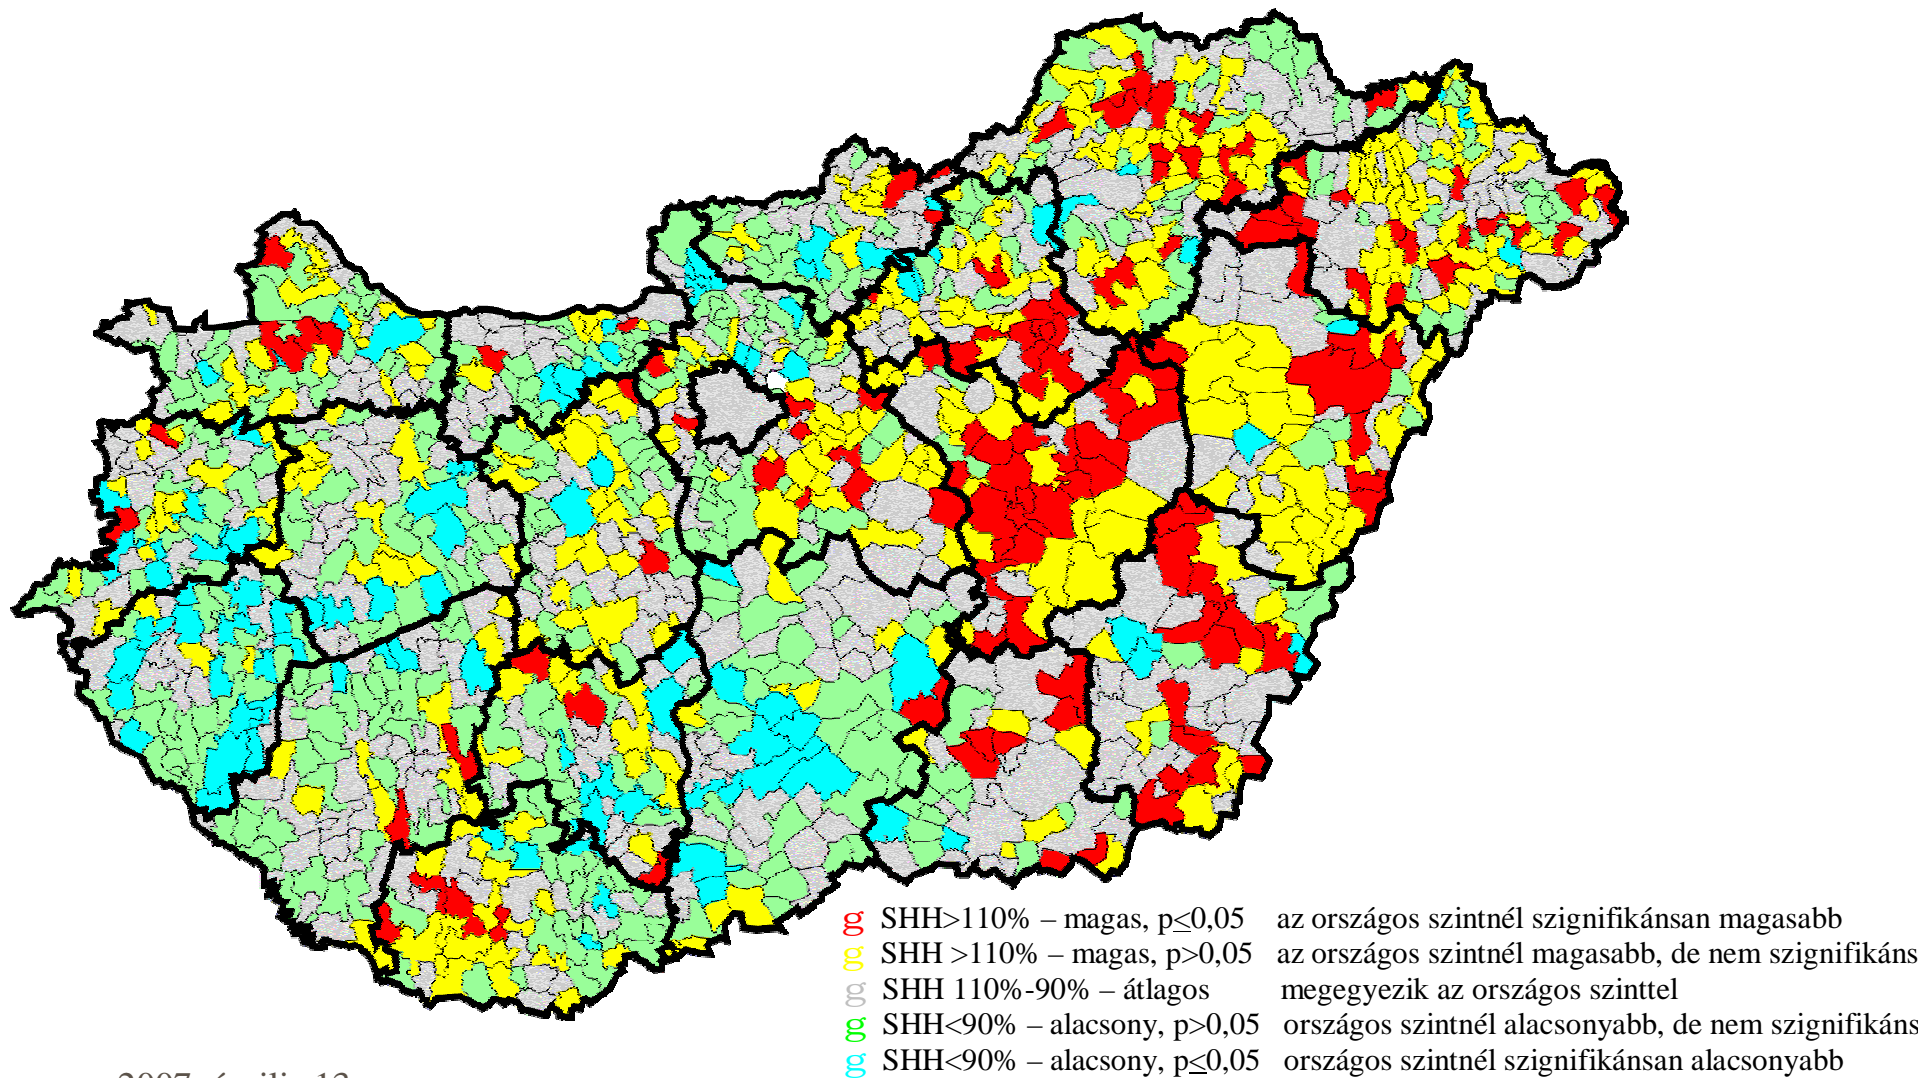 SHH>110% – magas, p≤0,05 az országos szintnél szignifikánsan magasabb
SHH >110% – magas, p>0,05 az országos szintnél magasabb, de nem szignifikáns
SHH 110%-90% – átlagos megegyezik az országos szinttel
SHH<90% – alacsony, p>0,05 országos szintnél alacsonyabb, de nem szignifikáns
SHH<90% – alacsony, p≤0,05 országos szintnél szignifikánsan alacsonyabb